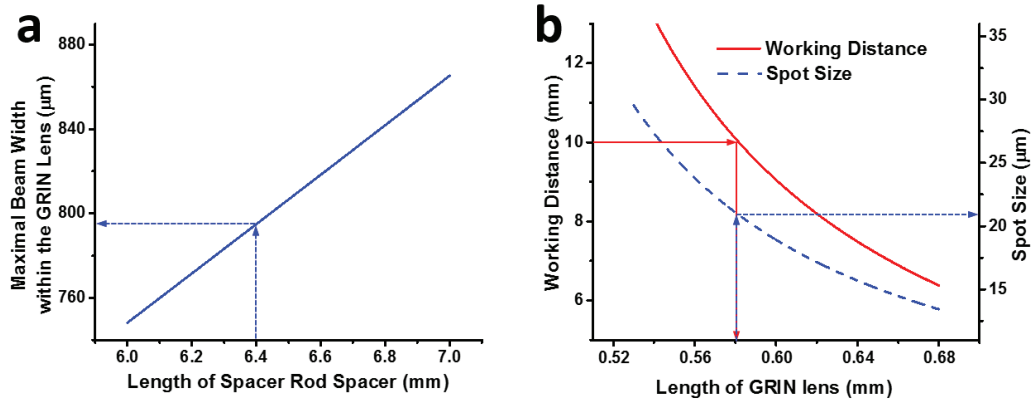 a
Maximal Beam Width
within the GRIN Lens (μm)
880
840
800
760
6.0 6.2 6.4 6.6 6.8 7.0
Length of Spacer Rod Spacer (mm)
b
Working Distance (mm)
12
10
8
6
Working Distance
Spot Size
35
30
25
20
15
Spot Size (μm)
0.52 0.56 0.60 0.64 0.68
Length of GRIN lens (mm)